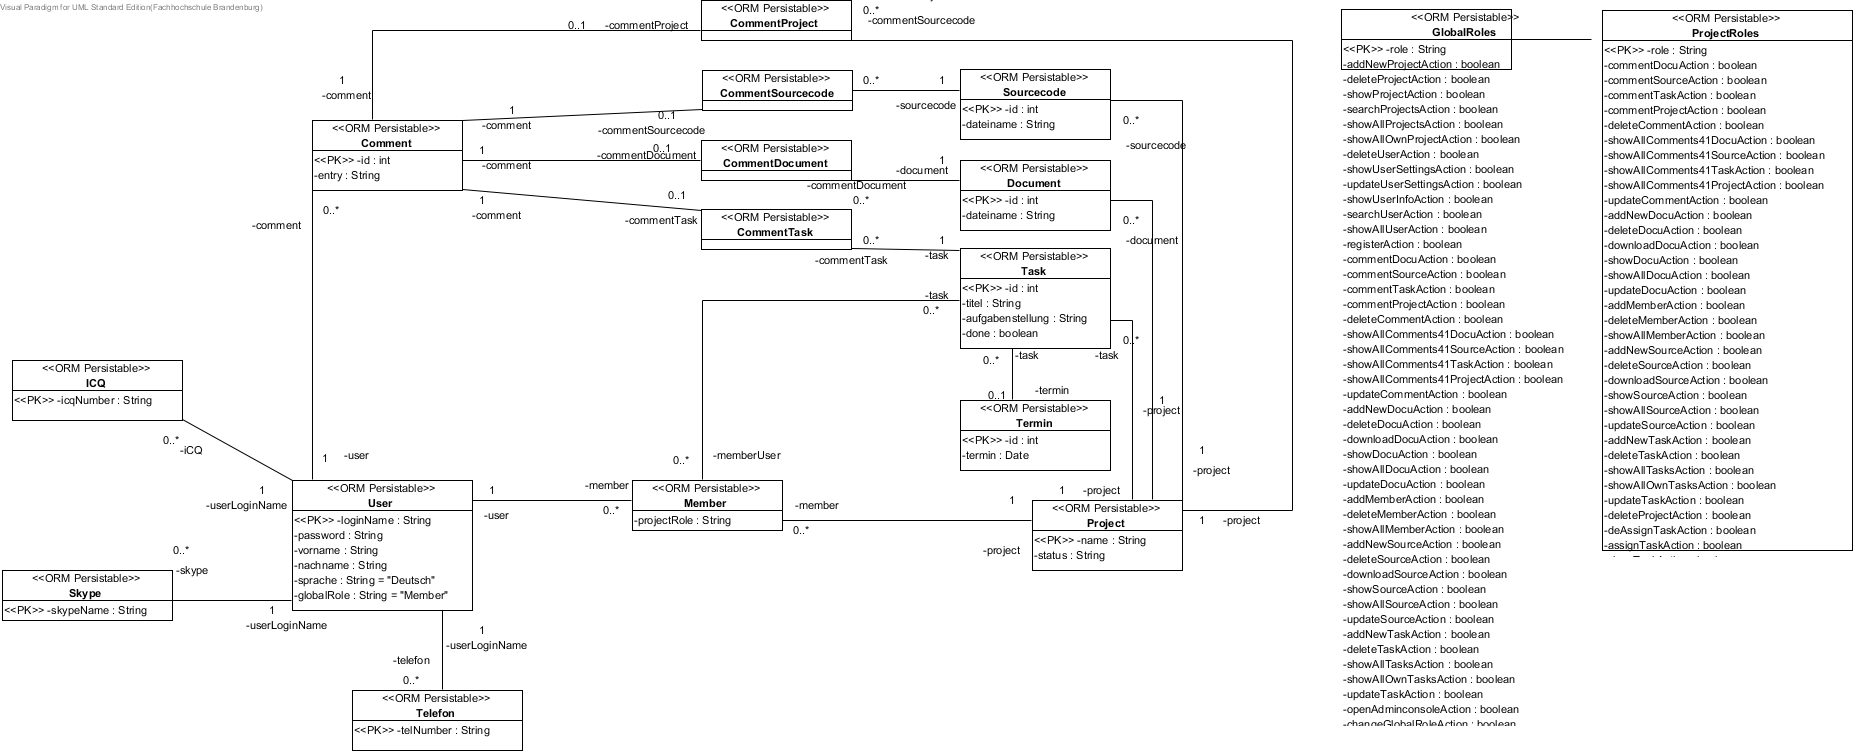 Visual Paradigm for UML Standard Edition(Fachhochschule Brandenburg)
<<ORM Persistable>>
CommentProject
0..1 -commentProject
0..*
-commentSourcecode
1
-comment
<<ORM Persistable>>
CommentSourcecode
0..* 1
-sourcecode
<<ORM Persistable>>
Sourcecode
<<PK>> -id : int
-dateiname : String
0..*
-sourcecode
1
-comment
0..1
-commentSourcecode
<<ORM Persistable>>
Comment
<<PK>> -id : int
-entry : String
1
-comment
0..1
-commentDocument
<<ORM Persistable>>
CommentDocument
1
-document
-commentDocument
0..*
<<ORM Persistable>>
Document
<<PK>> -id : int
-dateiname : String
0..*
-document
1
-comment
0..1
-commentTask
<<ORM Persistable>>
CommentTask
0..* 1
-commentTask -task
0..*
-comment
<<ORM Persistable>>
Task
<<PK>> -id : int
-titel : String
-aufgabenstellung : String
-done : boolean
-task
0..*
0..*
-task
0..* -task
0..1 -termin
<<ORM Persistable>>
Termin
<<PK>> -id : int
-termin : Date
1
-project
1
-project
<<ORM Persistable>>
ICQ
<<PK>> -icqNumber : String
0..*
-iCQ
1 -user
1
-userLoginName
<<ORM Persistable>>
User
<<PK>> -loginName : String
-password : String
-vorname : String
-nachname : String
-sprache : String = "Deutsch"
-globalRole : String = "Member"
1
-user
-member
0..*
0..* -memberUser
<<ORM Persistable>>
Member
-projectRole : String
-member
0..*
1
-project
1 -project
<<ORM Persistable>>
Project
<<PK>> -name : String
-status : String
1 -project
0..*
-skype
<<ORM Persistable>>
Skype
<<PK>> -skypeName : String
1
-userLoginName
1
-userLoginName
-telefon
0..*
<<ORM Persistable>>
Telefon
<<PK>> -telNumber : String
<<ORM Persistable>>
GlobalRoles
<<PK>> -role : String
-addNewProjectAction : boolean
-deleteProjectAction : boolean
-showProjectAction : boolean
-searchProjectsAction : boolean
-showAllProjectsAction : boolean
-showAllOwnProjectAction : boolean
-deleteUserAction : boolean
-showUserSettingsAction : boolean
-updateUserSettingsAction : boolean
-showUserInfoAction : boolean
-searchUserAction : boolean
-showAllUserAction : boolean
-registerAction : boolean
-commentDocuAction : boolean
-commentSourceAction : boolean
-commentTaskAction : boolean
-commentProjectAction : boolean
-deleteCommentAction : boolean
-showAllComments41DocuAction : boolean
-showAllComments41SourceAction : boolean
-showAllComments41TaskAction : boolean
-showAllComments41ProjectAction : boolean
-updateCommentAction : boolean
-addNewDocuAction : boolean
-deleteDocuAction : boolean
-downloadDocuAction : boolean
-showDocuAction : boolean
-showAllDocuAction : boolean
-updateDocuAction : boolean
-addMemberAction : boolean
-deleteMemberAction : boolean
-showAllMemberAction : boolean
-addNewSourceAction : boolean
-deleteSourceAction : boolean
-downloadSourceAction : boolean
-showSourceAction : boolean
-showAllSourceAction : boolean
-updateSourceAction : boolean
-addNewTaskAction : boolean
-deleteTaskAction : boolean
-showAllTasksAction : boolean
-showAllOwnTasksAction : boolean
-updateTaskAction : boolean
-openAdminconsoleAction : boolean
-changeGlobalRoleAction : boolean
<<ORM Persistable>>
ProjectRoles
<<PK>> -role : String
-commentDocuAction : boolean
-commentSourceAction : boolean
-commentTaskAction : boolean
-commentProjectAction : boolean
-deleteCommentAction : boolean
-showAllComments41DocuAction : boolean
-showAllComments41SourceAction : boolean
-showAllComments41TaskAction : boolean
-showAllComments41ProjectAction : boolean
-updateCommentAction : boolean
-addNewDocuAction : boolean
-deleteDocuAction : boolean
-downloadDocuAction : boolean
-showDocuAction : boolean
-showAllDocuAction : boolean
-updateDocuAction : boolean
-addMemberAction : boolean
-deleteMemberAction : boolean
-showAllMemberAction : boolean
-addNewSourceAction : boolean
-deleteSourceAction : boolean
-downloadSourceAction : boolean
-showSourceAction : boolean
-showAllSourceAction : boolean
-updateSourceAction : boolean
-addNewTaskAction : boolean
-deleteTaskAction : boolean
-showAllTasksAction : boolean
-showAllOwnTasksAction : boolean
-updateTaskAction : boolean
-deleteProjectAction : boolean
-deAssignTaskAction : boolean
-assignTaskAction : boolean